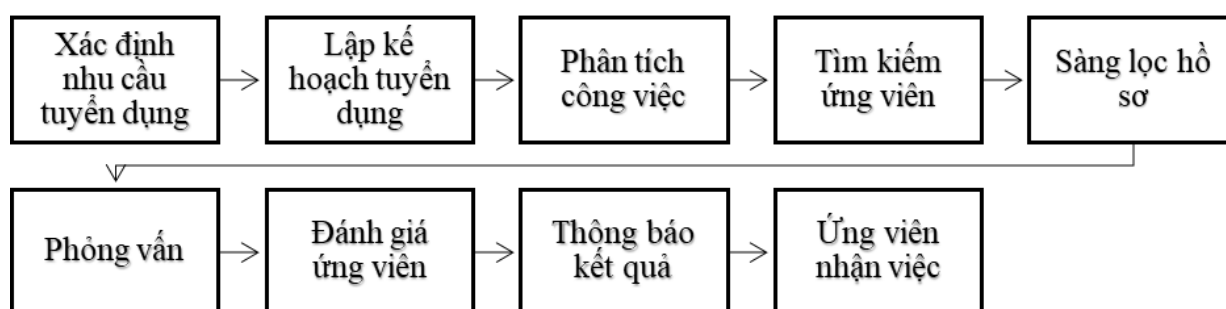 Xác định
nhu cầu
tuyển dụng
Lập kế
hoạch tuyển
dụng
Phân tích
công việc
Tìm kiếm
ứng viên
Sàng lọc hồ
sơ
Phỏng vấn
Đánh giá
ứng viên
Thông báo
kết quả
Ứng viên
nhận việc